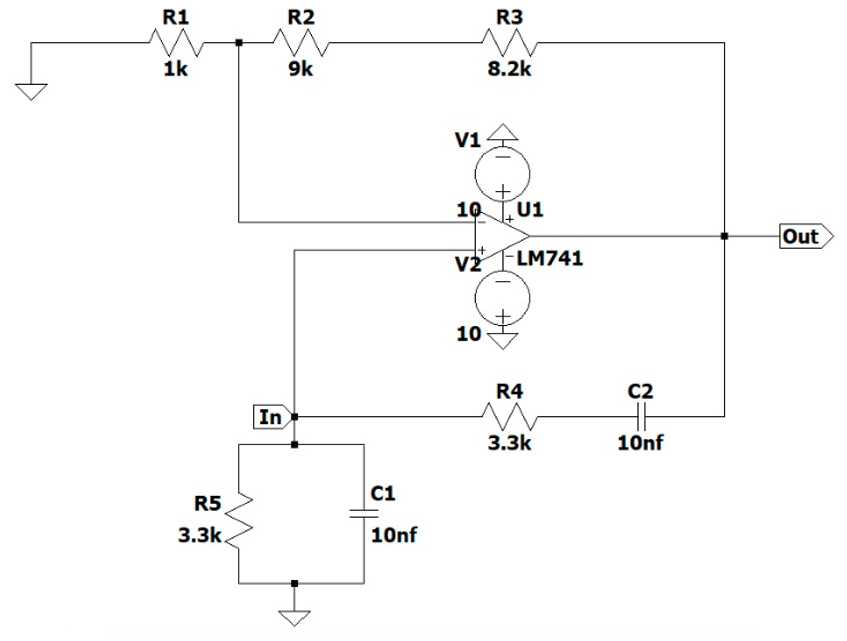 R1
R2
R3
1k
9k
8.2k
V1
10
U1
V2
LM741
Out
10
R4
C2
In
3.3k
10nf
C1
R5
3.3k
10nf